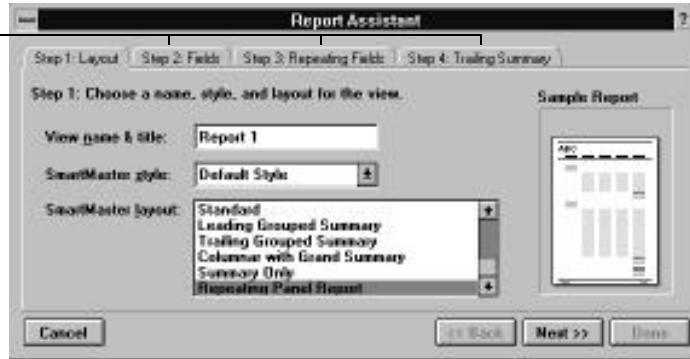 Report Assistant ?
Step 1: Layout Step 2: Fields Step 3: Repeating Fields Step 4: Trailing Summary
Step 1: Choose a name, style, and layout for the view.
Sample Report
View name & title: Report 1
ABC
SmartMaster style: Default Style
SmartMaster layout: Standard
Leading Grouped Summary
Trailing Grouped Summary
Columnar with Grand Summary
Summary Only
Repeating Panel Report
Cancel << Back Next >> Done